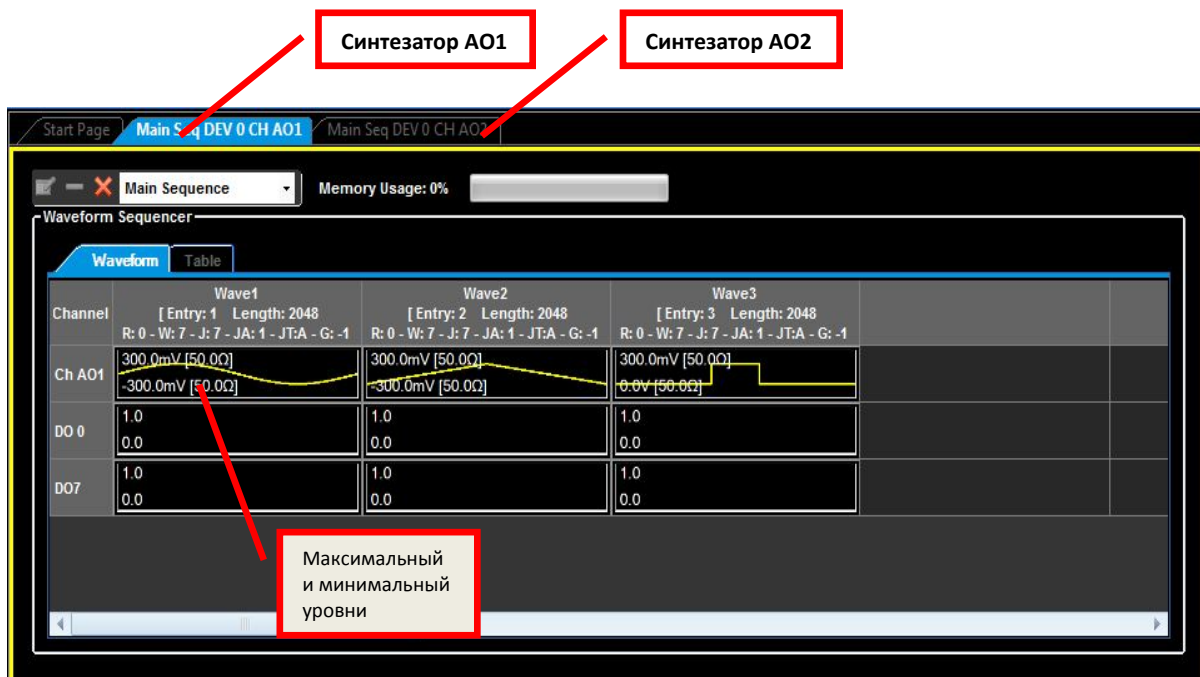 Синтезатор AO1
Синтезатор AO2
Start Page
Main Seq DEV 0 CH AO1
Main Seq DEV 0 CH AO2
Main Sequence
Memory Usage: 0%
Waveform Sequencer
Waveform
Table
Channel
Wave1
[ Entry: 1 Length: 2048
R: 0 - W: 7 - J: 7 - JA: 1 - JT:A - G: -1
Wave2
[ Entry: 2 Length: 2048
R: 0 - W: 7 - J: 7 - JA: 1 - JT:A - G: -1
Wave3
[ Entry: 3 Length: 2048
R: 0 - W: 7 - J: 7 - JA: 1 - JT:A - G: -1
Ch AO1
300.0mV [50.0Ω]
-300.0mV [50.0Ω]
300.0mV [50.0Ω]
-300.0mV [50.0Ω]
300.0mV [50.0Ω]
0.0V [50.0Ω]
DO 0
1.0
0.0
1.0
0.0
1.0
0.0
DO7
1.0
0.0
1.0
0.0
1.0
0.0
Максимальный
и минимальный
уровни